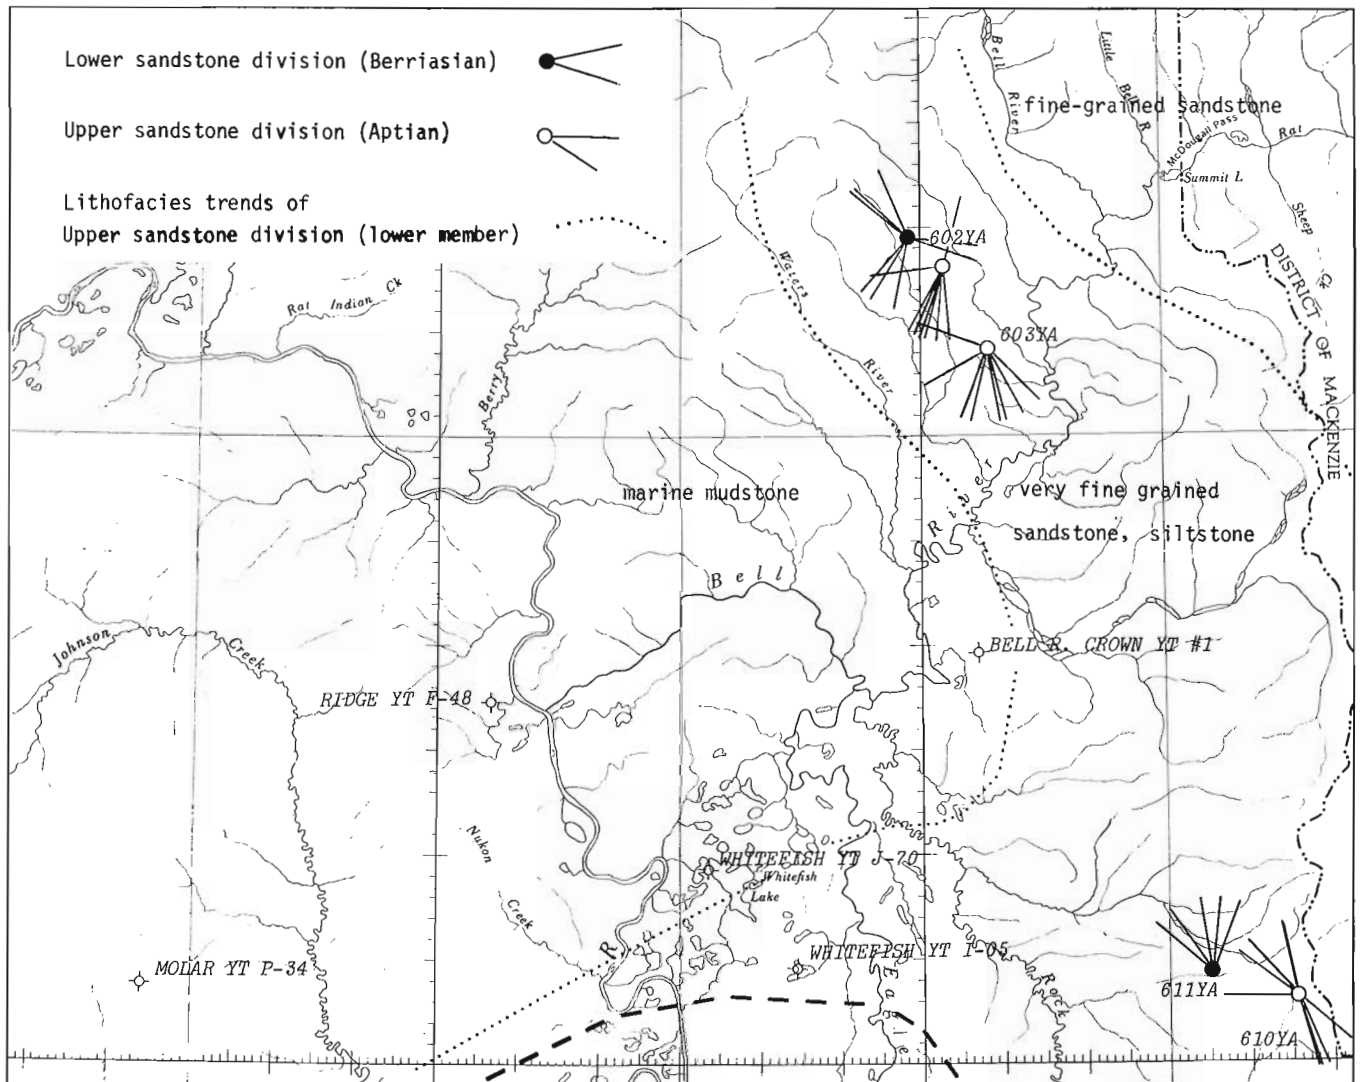 Lower sandstone division (Berriasian)
Upper sandstone division (Aptian)
Lithofacies trends of
Upper sandstone division (lower member)
Bell
River
Little
Bell R
fine-grained sandstone
McDougall Pass
Rat
Summit L
Sheep
Ck
DISTRICT OF MACKENZIE
602YA
603YA
Waters
River
Rat Indian Ck
Berry
marine mudstone
very fine grained
sandstone, siltstone
River
Bell
Johnson
Creek
BELL R. CROWN YT #1
RIDGE YT F-48
Nukon
Creek
WHITEFISH YT J-70
Whitefish
Lake
WHITEFISH YT I-05
R
Eagle
Rock
MOLAR YT P-34
611YA
610YA